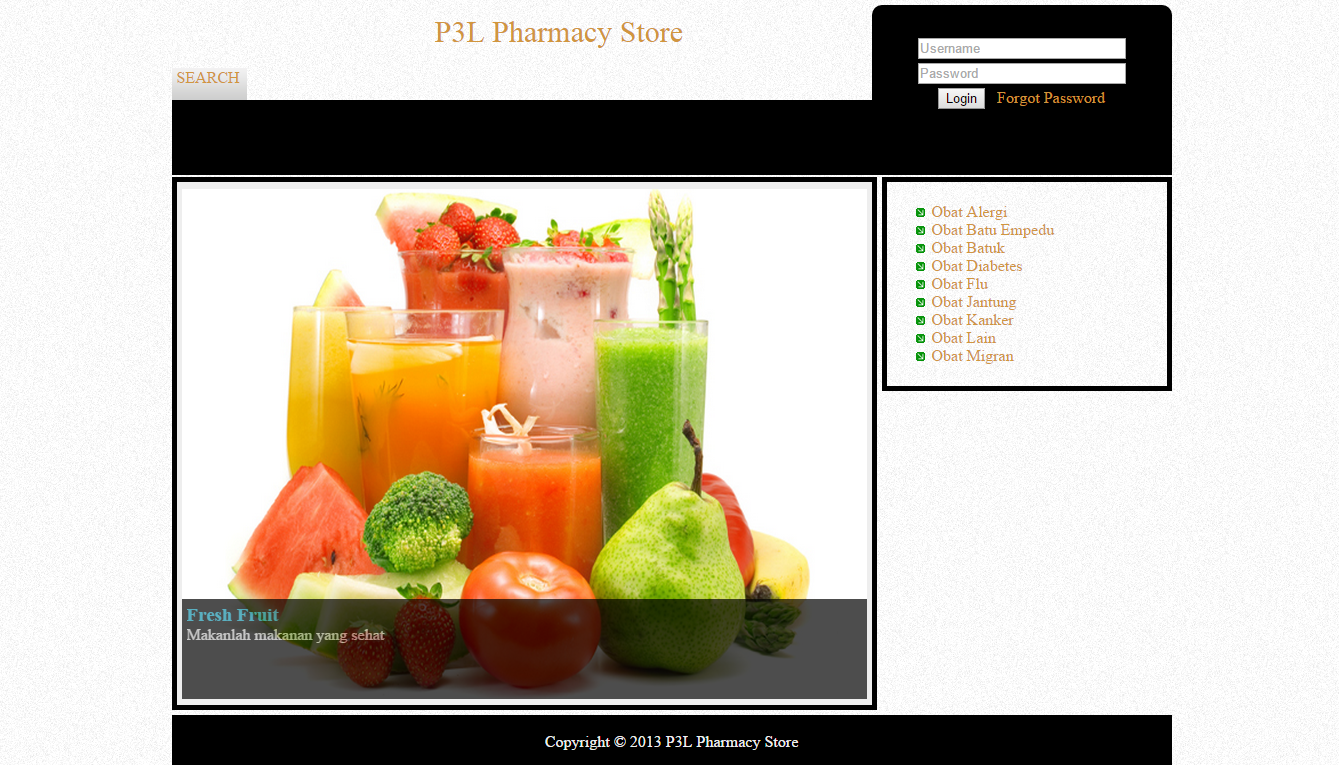 P3L Pharmacy Store
Username
Password
Login Forgot Password
SEARCH
Obat Alergi
Obat Batu Empedu
Obat Batuk
Obat Diabetes
Obat Flu
Obat Jantung
Obat Kanker
Obat Lain
Obat Migran
Fresh Fruit
Makanlah makanan yang sehat
Copyright © 2013 P3L Pharmacy Store